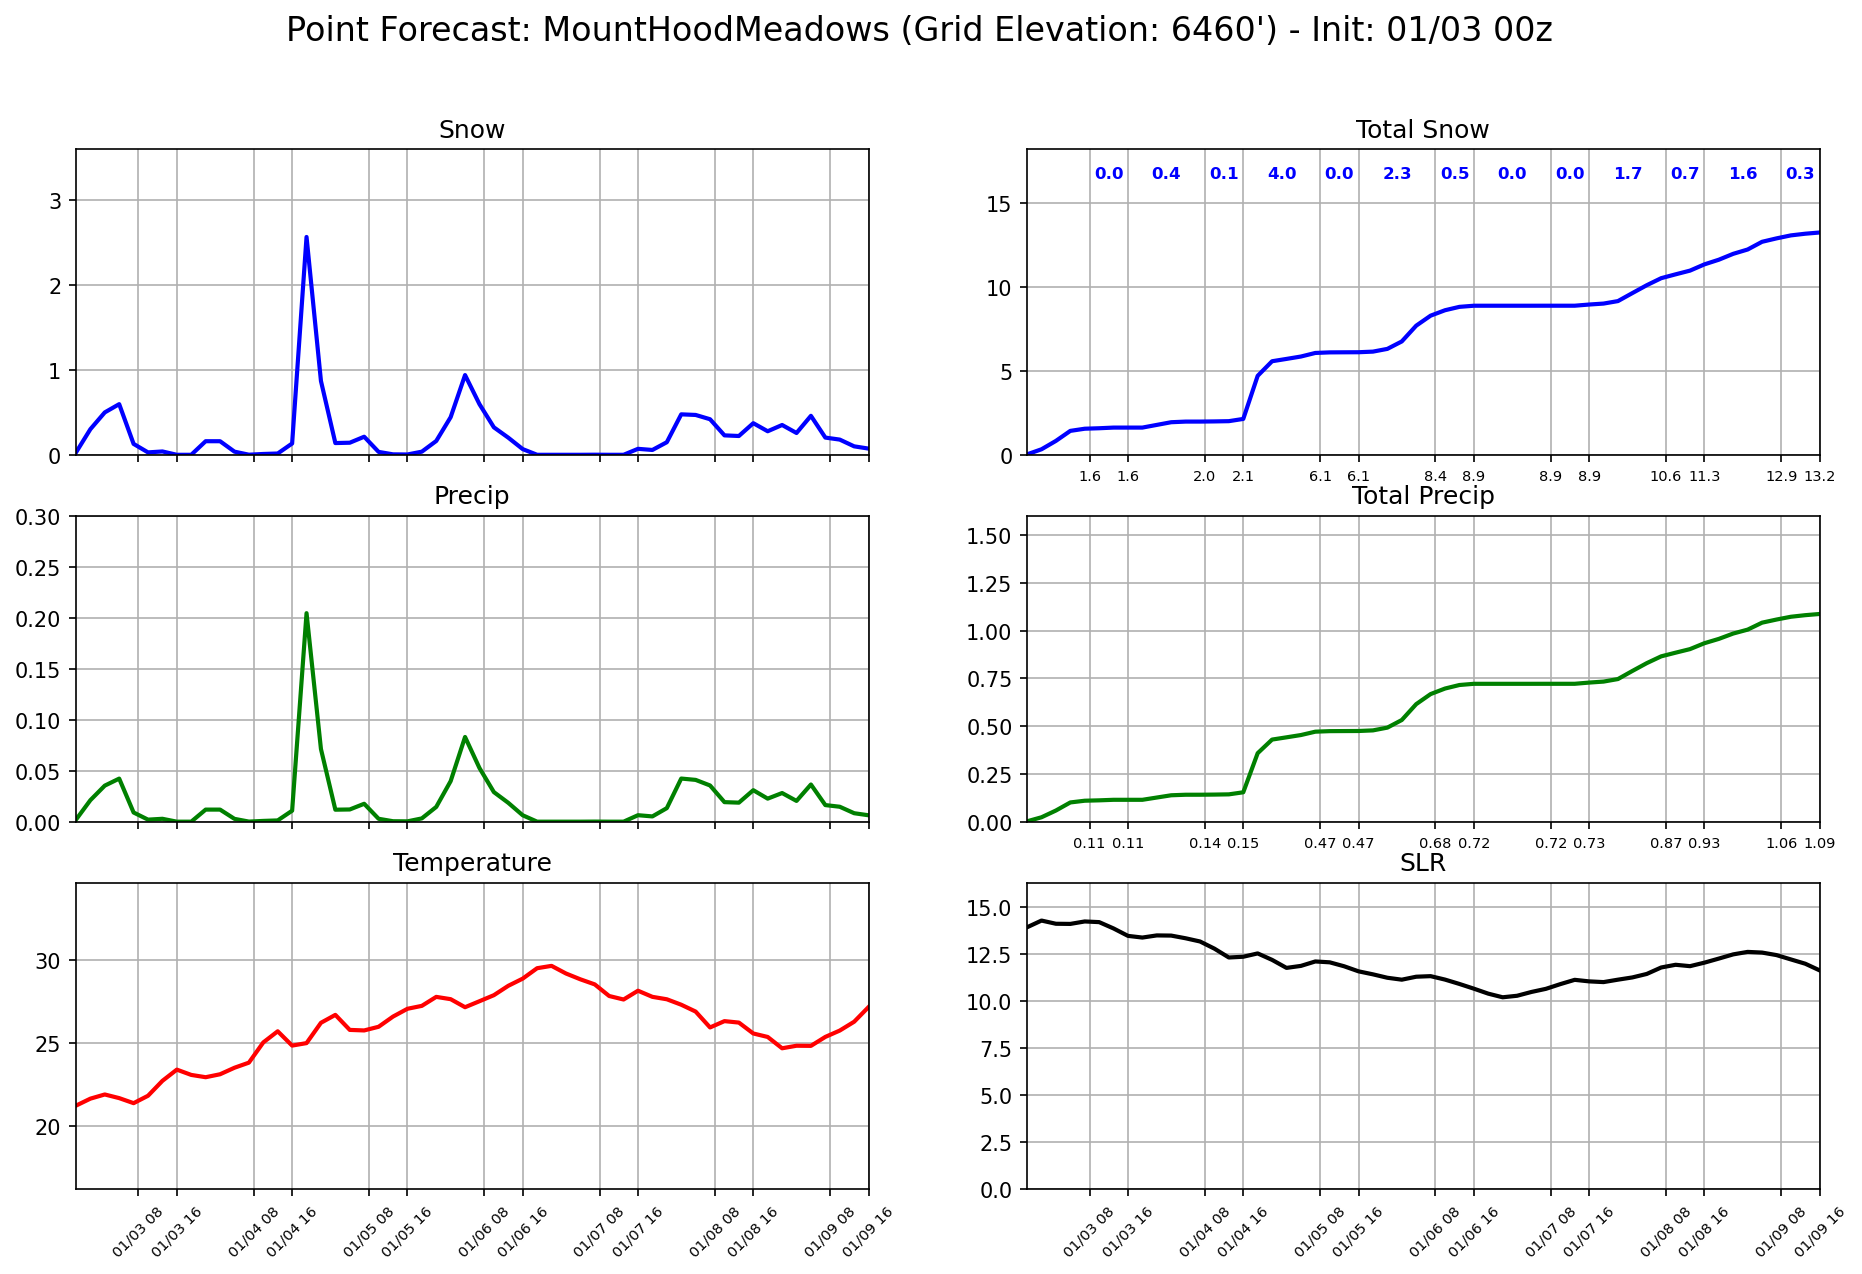 Point Forecast: MountHoodMeadows (Grid Elevation: 6460') - Init: 01/03 00z
Snow
3
2
1
0
Total Snow
0.0 0.4 0.1 4.0 0.0 2.3 0.5 0.0 0.0 1.7 0.7 1.6 0.3
15
10
5
0
1.6 1.6 2.0 2.1 6.1 6.1 8.4 8.9 8.9 8.9 10.6 11.3 12.9 13.2
Precip
0.30
0.25
0.20
0.15
0.10
0.05
0.00
Total Precip
1.50
1.25
1.00
0.75
0.50
0.25
0.00
0.11 0.11 0.14 0.15 0.47 0.47 0.68 0.72 0.72 0.73 0.87 0.93 1.06 1.09
Temperature
30
25
20
01/03 08 01/03 16 01/04 08 01/04 16 01/05 08 01/05 16 01/06 08 01/06 16 01/07 08 01/07 16 01/08 08 01/08 16 01/09 08 01/09 16
SLR
15.0
12.5
10.0
7.5
5.0
2.5
0.0
01/03 08 01/03 16 01/04 08 01/04 16 01/05 08 01/05 16 01/06 08 01/06 16 01/07 08 01/07 16 01/08 08 01/08 16 01/09 08 01/09 16